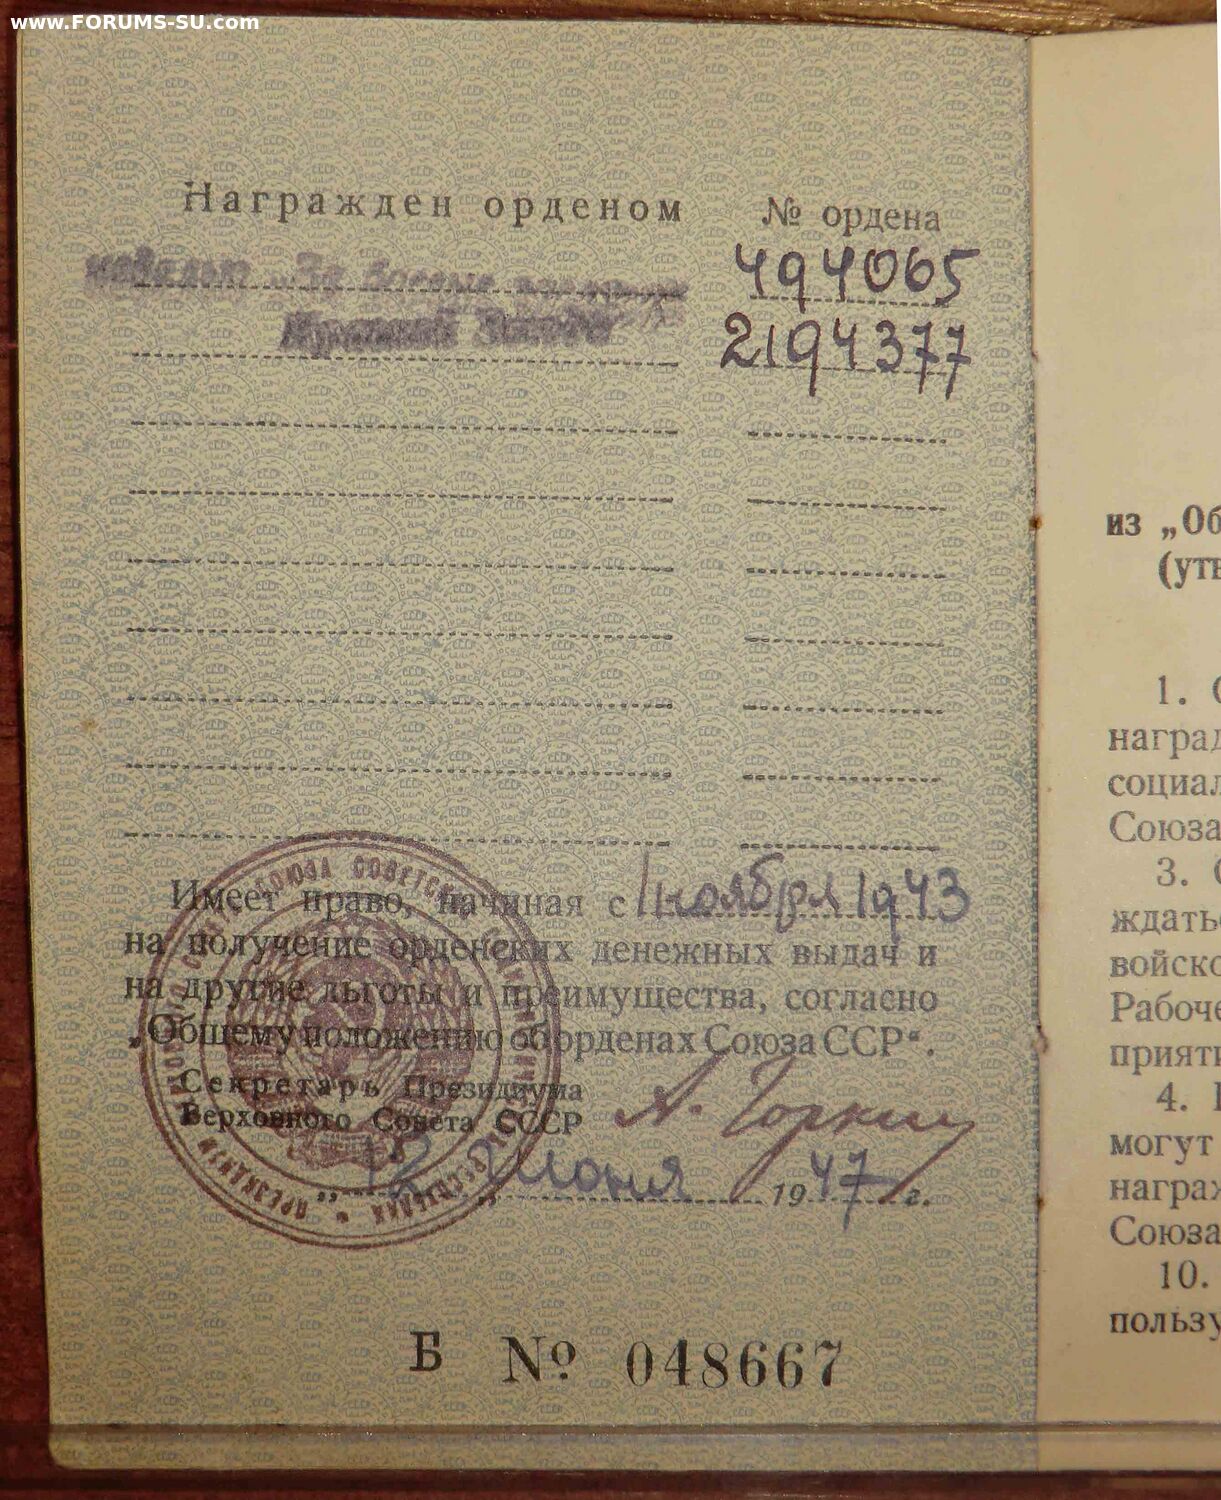 www.FORUMS-SU.com
Награжден орденом № ордена
медалью „За боевые заслуги" 494065
Красной Звезды 2194377
Имеет право, начиная с 1 ноября 1943
на получение орденских денежных выдач и
на другие льготы и преимущества, согласно
„Общему положению об орденах Союза ССР“.
Секретарь Президиума
Верховного Совета СССР А. Горкин
„12“ июня 1947 г.
Б № 048667
из „Об
(утв
1. С
наград
социал
Союза
3. С
ждать
войско
Рабоче
прияти
4.
могут
награж
Союза
10.
пользу